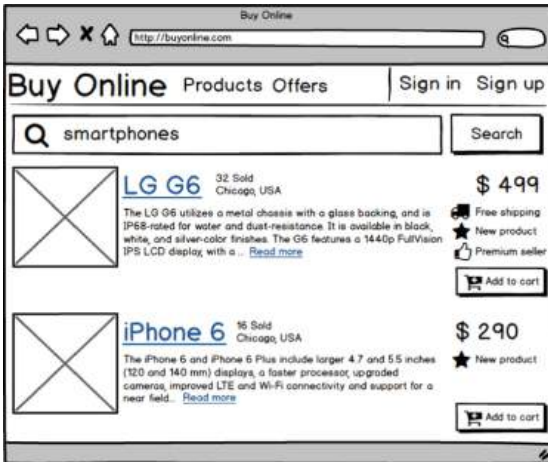 Buy Online
http://buyonline.com
Buy Online Products Offers Sign in Sign up
smartphones Search
LG G6 32 Sold
Chicago, USA
$ 499
The LG G6 utilizes a metal chassis with a glass backing, and is
IP68-rated for water and dust-resistance. It is available in black,
white, and silver-color finishes. The G6 features a 1440p FullVision
IPS LCD display, with a ... Read more
Free shipping
New product
Premium seller
Add to cart
iPhone 6 16 Sold
Chicago, USA
$ 290
The iPhone 6 and iPhone 6 Plus include larger 4.7 and 5.5 inches
(120 and 140 mm) displays, a faster processor, upgraded
cameras, improved LTE and Wi-Fi connectivity and support for a
near field... Read more
New product
Add to cart